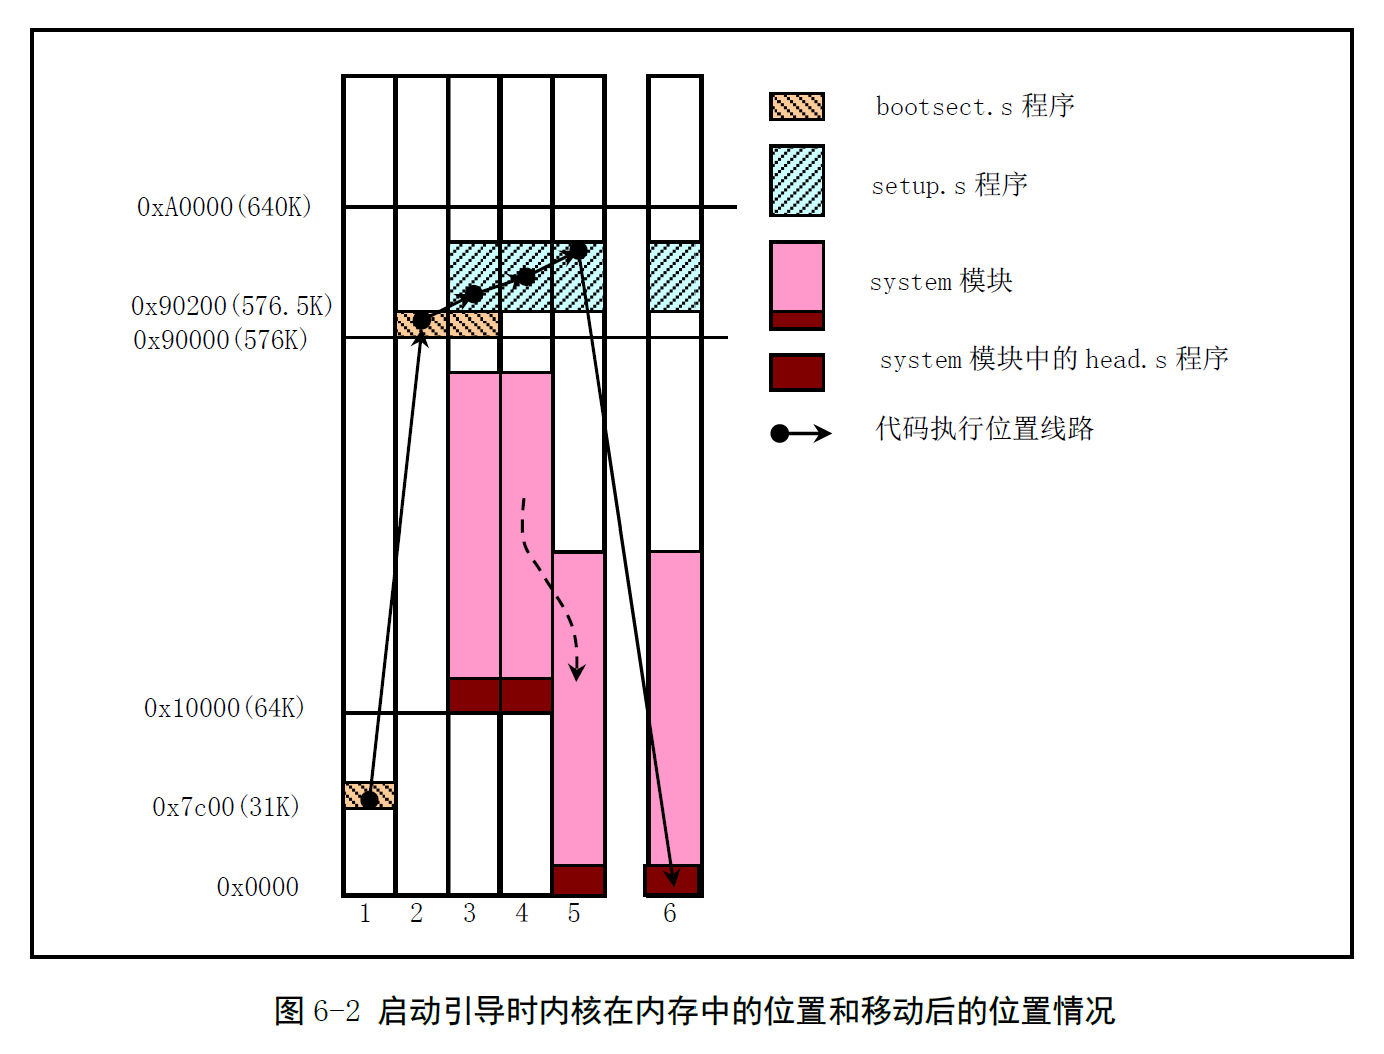 bootsect.s 程序
setup.s 程序
0xA0000(640K)
system 模块
0x90200(576.5K)
0x90000(576K)
system 模块中的 head.s 程序
代码执行位置线路
0x10000(64K)
0x7c00(31K)
0x0000
1 2 3 4 5 6
图 6-2 启动引导时内核在内存中的位置和移动后的位置情况